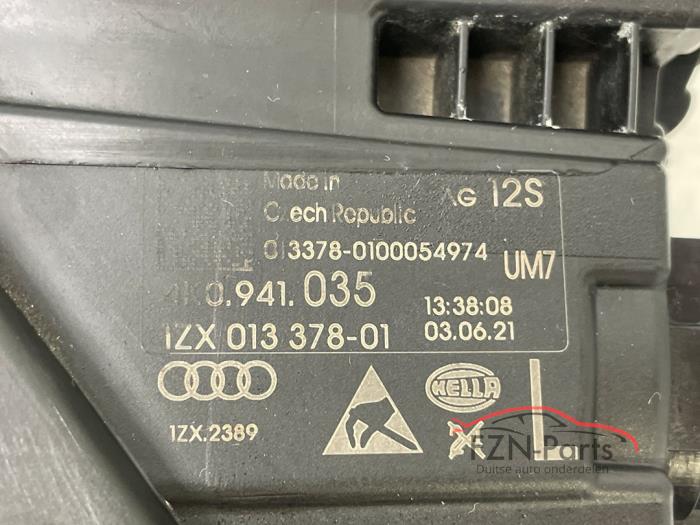 Made in
Czech Republic
AG 12S
013378-0100054974
UM7
4K0.941.035
13:38:08
1ZX 013 378-01
03.06.21
HELLA
1ZX.2389
FZN-Parts
Duitse auto onderdelen